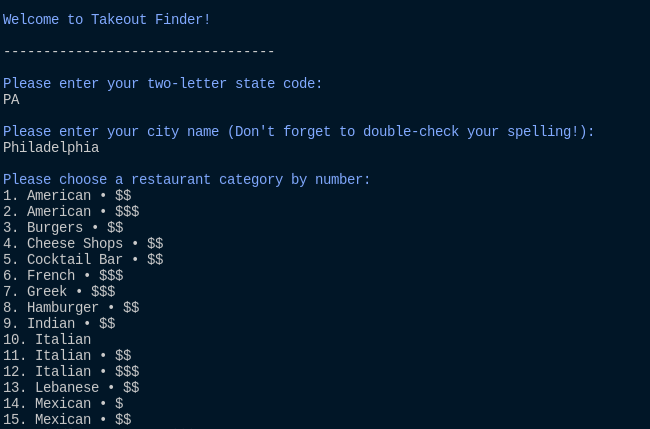 Welcome to Takeout Finder!
----------------------------------
Please enter your two-letter state code:
PA
Please enter your city name (Don't forget to double-check your spelling!):
Philadelphia
Please choose a restaurant category by number:
1. American • $$
2. American • $$$
3. Burgers • $$
4. Cheese Shops • $$
5. Cocktail Bar • $$
6. French • $$$
7. Greek • $$$
8. Hamburger • $$
9. Indian • $$
10. Italian
11. Italian • $$
12. Italian • $$$
13. Lebanese • $$
14. Mexican • $
15. Mexican • $$